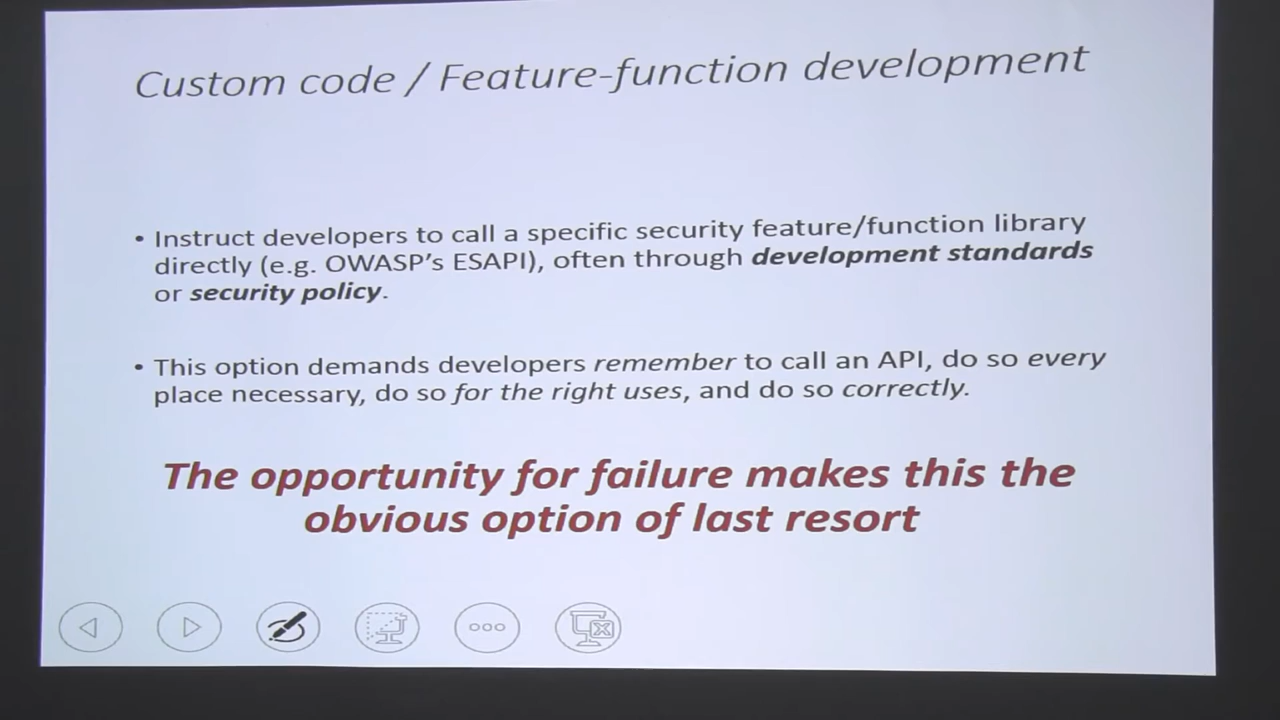 Custom code / Feature-function development
• Instruct developers to call a specific security feature/function library
directly (e.g. OWASP's ESAPI), often through development standards
or security policy.
• This option demands developers remember to call an API, do so every
place necessary, do so for the right uses, and do so correctly.
The opportunity for failure makes this the
obvious option of last resort